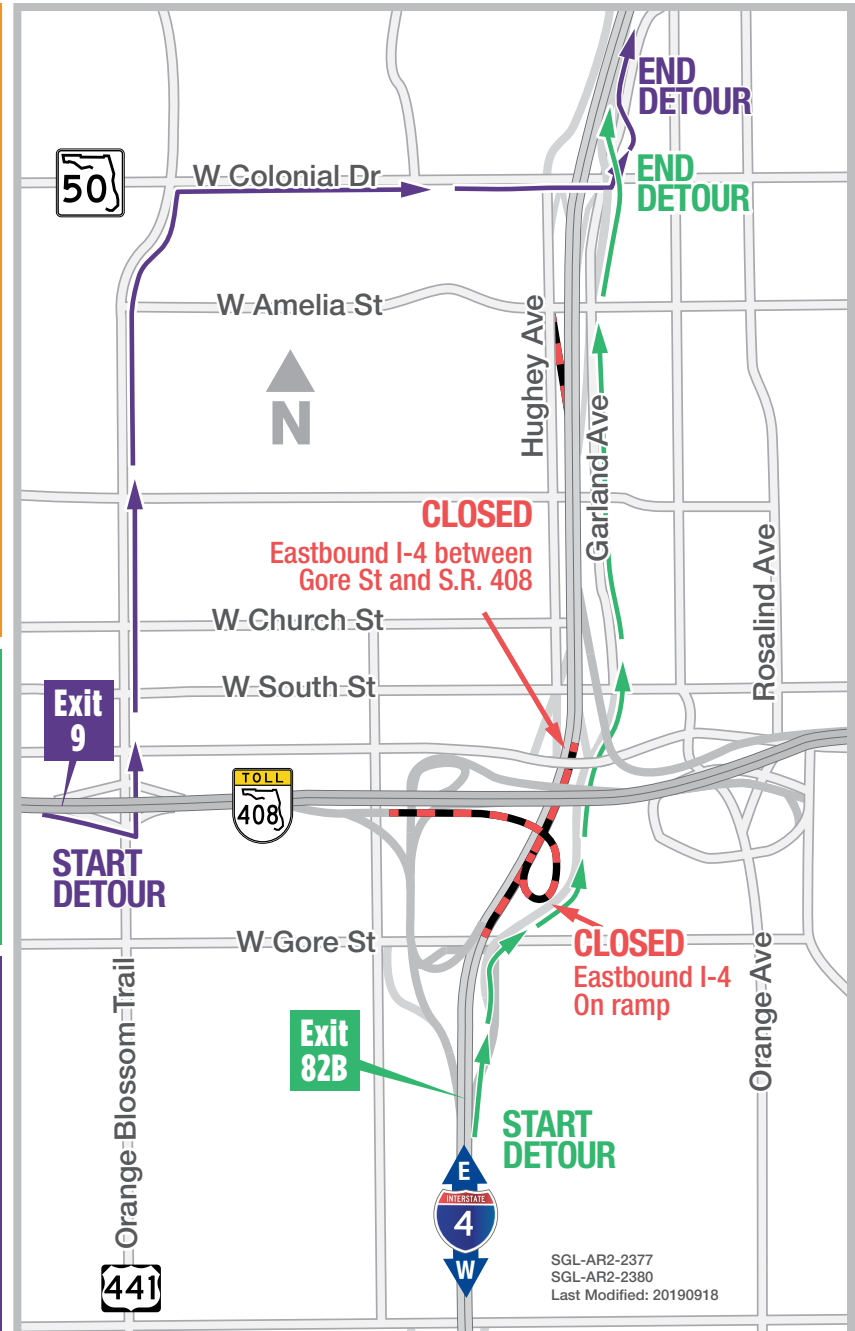 END
DETOUR
50
W Colonial Dr
END
DETOUR
W Amelia St
Hughey Ave
N
Garland Ave
CLOSED
Eastbound I-4 between
Gore St and S.R. 408
Rosalind Ave
W Church St
W South St
Exit
9
TOLL
408
START
DETOUR
W Gore St
CLOSED
Eastbound I-4
On ramp
Orange Ave
Orange Blossom Trail
Exit
82B
START
DETOUR
E
INTERSTATE
4
W
441
SGL-AR2-2377
SGL-AR2-2380
Last Modified: 20190918